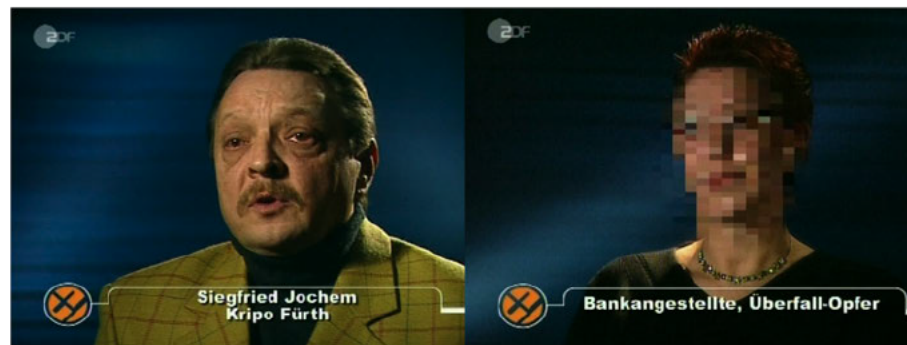 ZDF
Siegfried Jochem
Kripo Fürth
ZDF
Bankangestellte, Überfall-Opfer